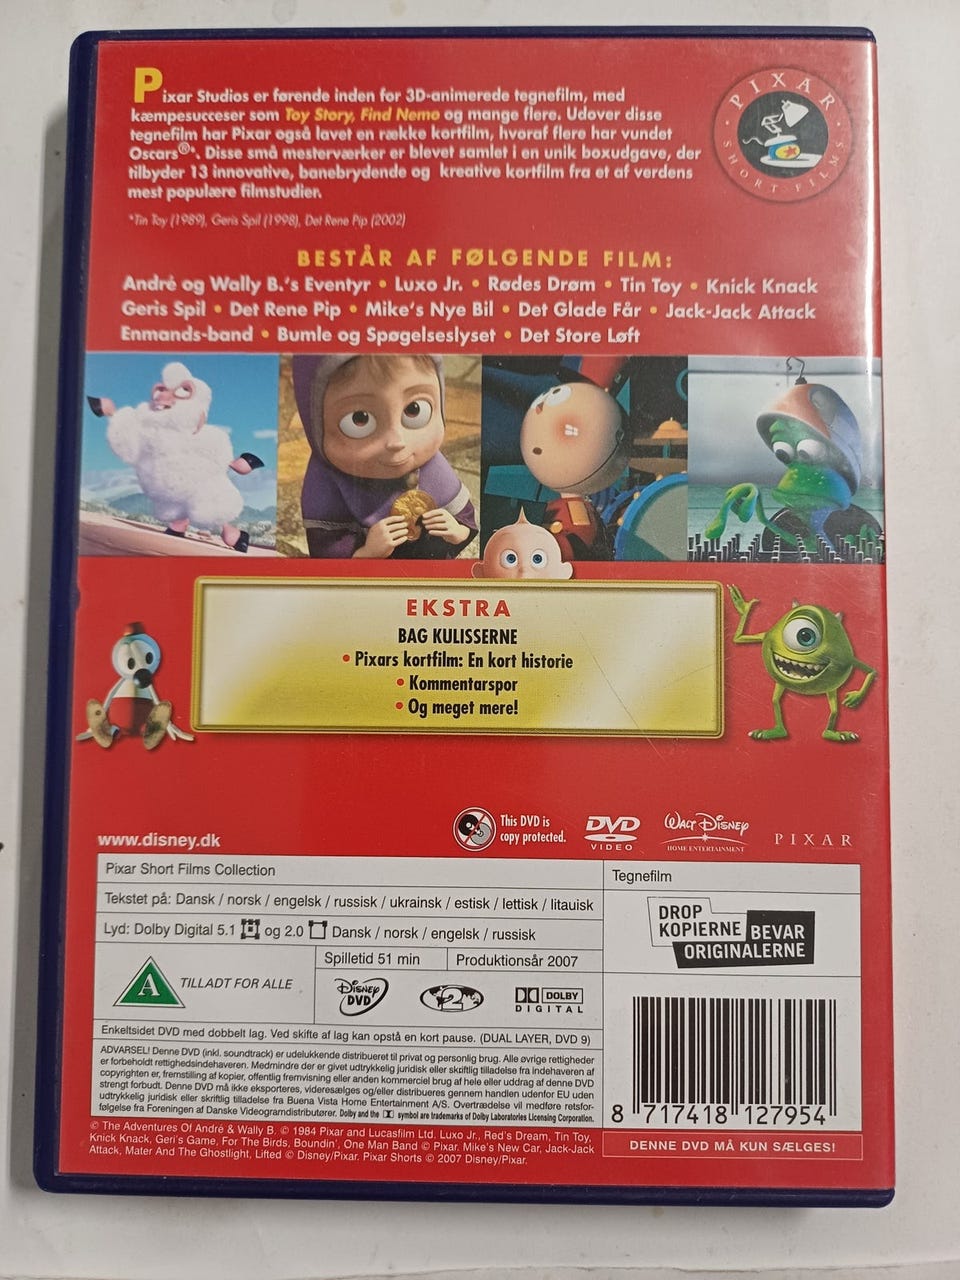 Pixar Studios er førende inden for 3D-animerede tegnefilm, med
kæmpesucceser som Toy Story, Find Nemo og mange flere. Udover disse
tegnefilm har Pixar også lavet en række kortfilm, hvoraf flere har vundet
Oscars®*. Disse små mesterværker er blevet samlet i en unik boxudgave, der
tilbyder 13 innovative, banebrydende og kreative kortfilm fra et af verdens
mest populære filmstudier.
*Tin Toy (1989), Geris Spil (1998), Det Rene Pip (2002)
PIXAR
SHORT FILMS
BESTÅR AF FØLGENDE FILM:
André og Wally B.'s Eventyr • Luxo Jr. • Rødes Drøm • Tin Toy • Knick Knack
Geris Spil • Det Rene Pip • Mike's Nye Bil • Det Glade Får • Jack-Jack Attack
Enmands-band • Bumle og Spøgelseslyset • Det Store Løft
EKSTRA
BAG KULISSERNE
• Pixars kortfilm: En kort historie
• Kommentarspor
• Og meget mere!
www.disney.dk
This DVD is
copy protected.
DVD
VIDEO
WALT DISNEY
HOME ENTERTAINMENT
PIXAR
Pixar Short Films Collection
Tegnefilm
Tekstet på: Dansk / norsk / engelsk / russisk / ukrainsk / estisk / lettisk / litauisk
Lyd: Dolby Digital 5.1 og 2.0 Dansk / norsk / engelsk / russisk
DROP
KOPIERNE
BEVAR
ORIGINALERNE
A TILLADT FOR ALLE
Spilletid 51 min
Produktionsår 2007
DISNEY
DVD
2
DOLBY
DIGITAL
Enkeltsidet DVD med dobbelt lag. Ved skifte af lag kan opstå en kort pause. (DUAL LAYER, DVD 9)
ADVARSEL! Denne DVD (inkl. soundtrack) er udelukkende distribueret til privat og personlig brug. Alle øvrige rettigheder
er forbeholdt rettighedsindehaveren. Medmindre der er givet udtrykkelig juridisk eller skiftlig tilladelse fra indehaveren af
copyrighten er, fremstilling af kopier, offentlig fremvisning eller anden kommerciel brug af hele eller uddrag af denne DVD
strengt forbudt. Denne DVD må ikke eksporteres, videresælges og/eller distribueres gennem handlen udenfor EU uden
udtrykkelig juridisk eller skriftlig tilladelse fra Buena Vista Home Entertainment A/S. Overtrædelse vil medføre retsfor-
følgelse fra Foreningen af Danske Videogramdistributører. Dolby and the symbol are trademarks of Dolby Laboratories Licensing Corporation.
8 717418 127954
© The Adventures Of André & Wally B. © 1984 Pixar and Lucasfilm Ltd. Luxo Jr., Red's Dream, Tin Toy,
Knick Knack, Geri's Game, For The Birds, Boundin', One Man Band © Pixar. Mike's New Car, Jack-Jack
Attack, Mater And The Ghostlight, Lifted © Disney/Pixar. Pixar Shorts © 2007 Disney/Pixar.
DENNE DVD MÅ KUN SÆLGES!